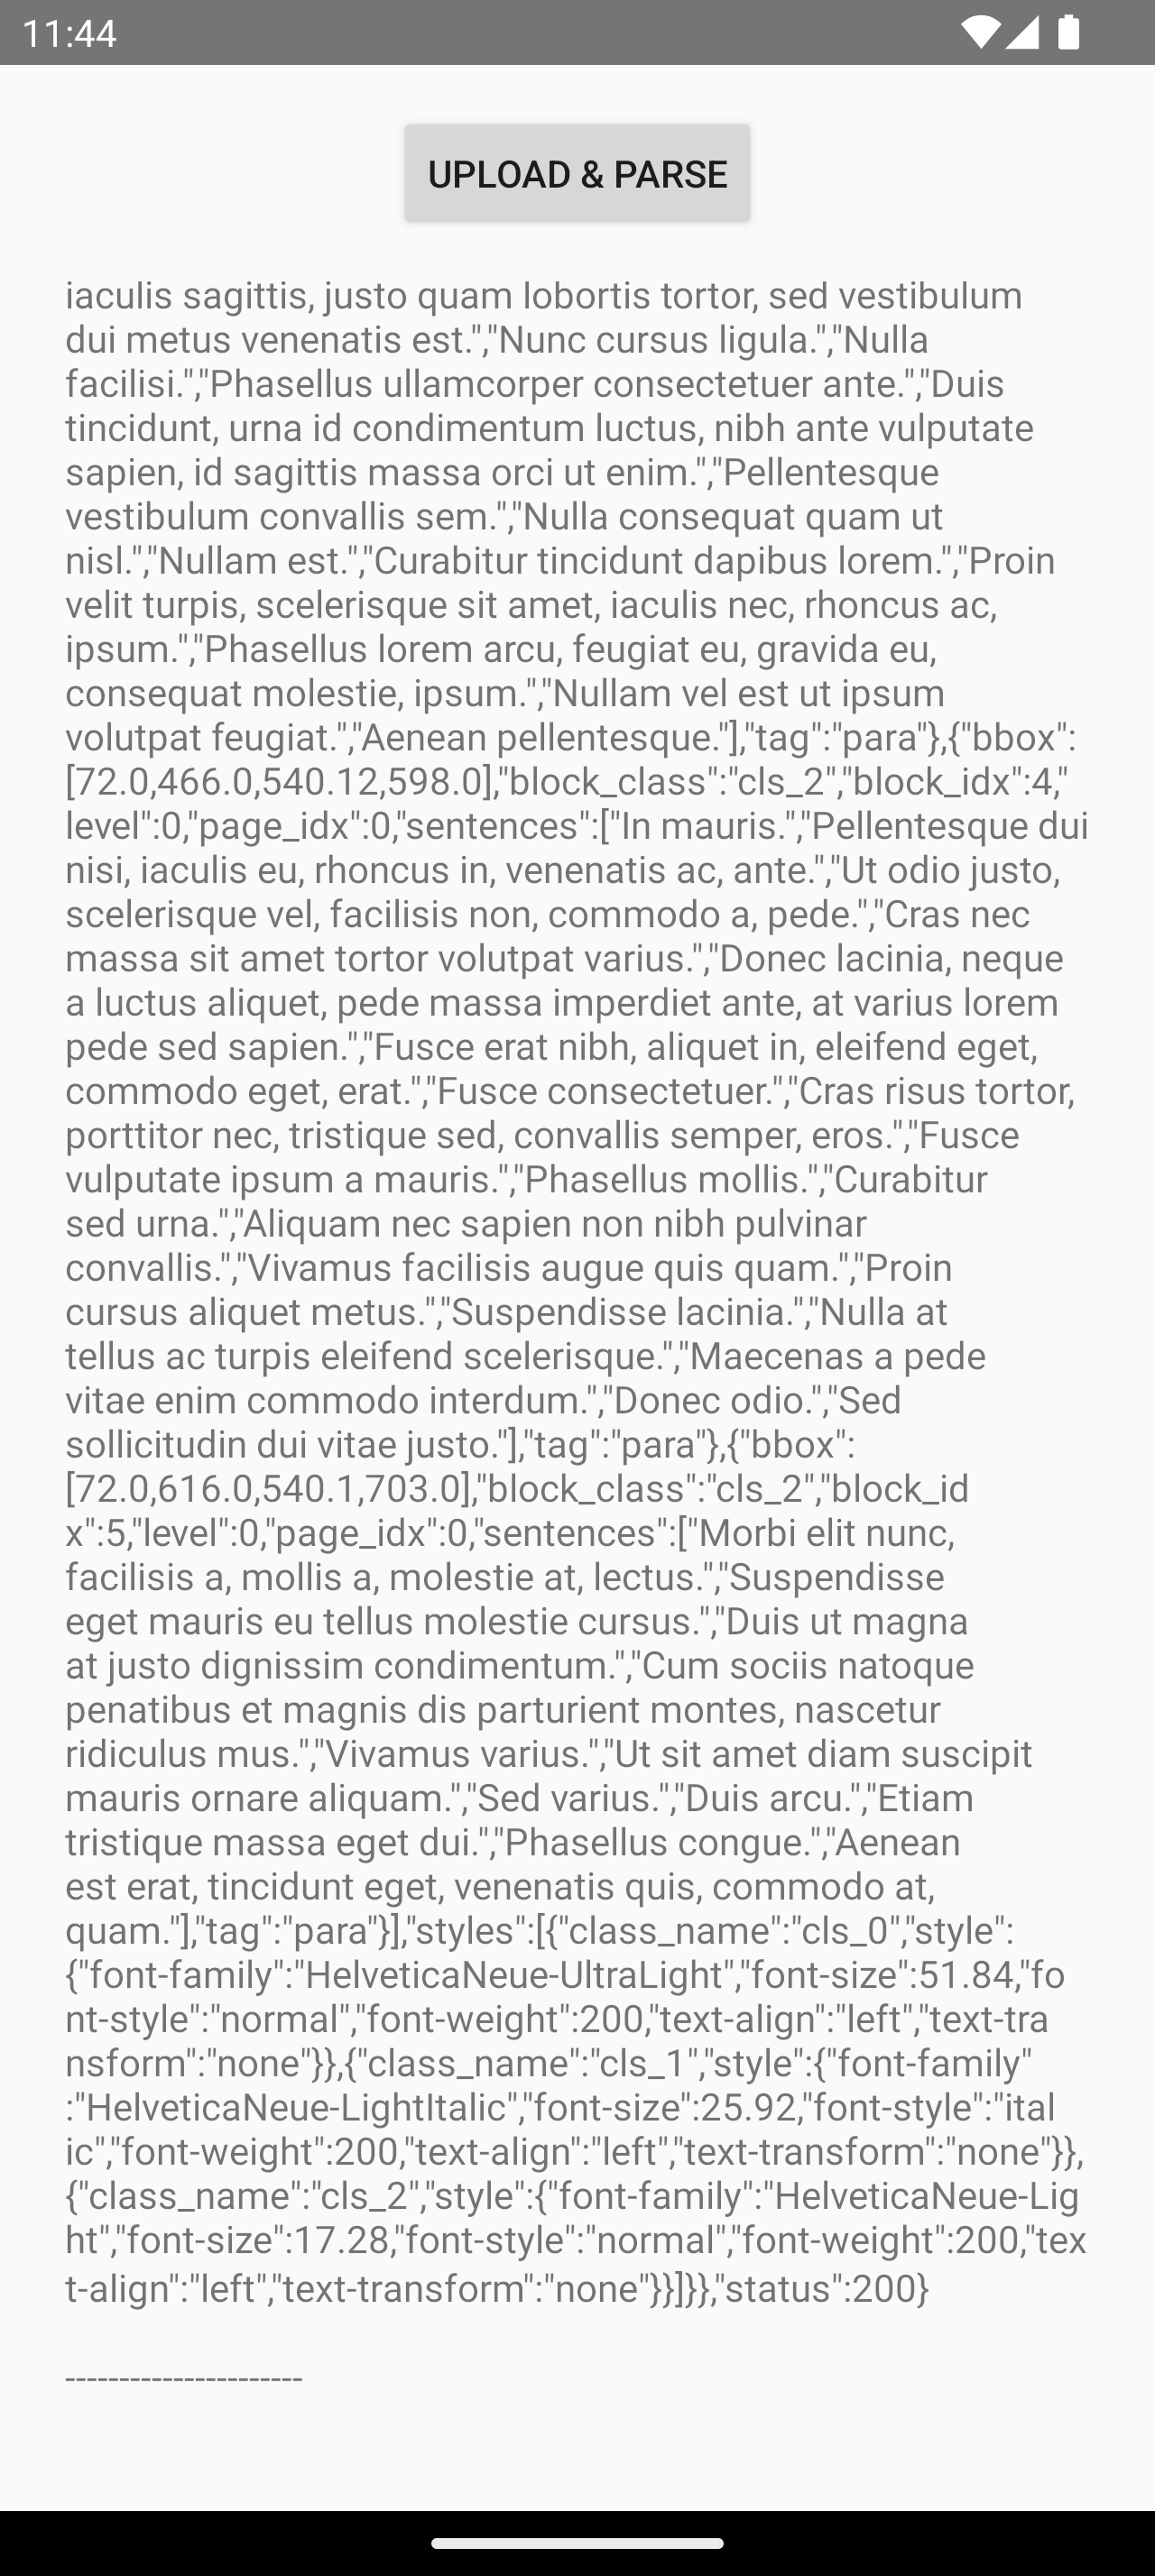 11:44
UPLOAD & PARSE
iaculis sagittis, justo quam lobortis tortor, sed vestibulum
dui metus venenatis est.","Nunc cursus ligula.","Nulla
facilisi.","Phasellus ullamcorper consectetuer ante.","Duis
tincidunt, urna id condimentum luctus, nibh ante vulputate
sapien, id sagittis massa orci ut enim.","Pellentesque
vestibulum convallis sem.","Nulla consequat quam ut
nisl.","Nullam est.","Curabitur tincidunt dapibus lorem.","Proin
velit turpis, scelerisque sit amet, iaculis nec, rhoncus ac,
ipsum.","Phasellus lorem arcu, feugiat eu, gravida eu,
consequat molestie, ipsum.","Nullam vel est ut ipsum
volutpat feugiat.","Aenean pellentesque."],"tag":"para"},{"bbox":
[72.0,466.0,540.12,598.0],"block_class":"cls_2","block_idx":4,"
level":0,"page_idx":0,"sentences":["In mauris.","Pellentesque dui
nisi, iaculis eu, rhoncus in, venenatis ac, ante.","Ut odio justo,
scelerisque vel, facilisis non, commodo a, pede.","Cras nec
massa sit amet tortor volutpat varius.","Donec lacinia, neque
a luctus aliquet, pede massa imperdiet ante, at varius lorem
pede sed sapien.","Fusce erat nibh, aliquet in, eleifend eget,
commodo eget, erat.","Fusce consectetuer.","Cras risus tortor,
porttitor nec, tristique sed, convallis semper, eros.","Fusce
vulputate ipsum a mauris.","Phasellus mollis.","Curabitur
sed urna.","Aliquam nec sapien non nibh pulvinar
convallis.","Vivamus facilisis augue quis quam.","Proin
cursus aliquet metus.","Suspendisse lacinia.","Nulla at
tellus ac turpis eleifend scelerisque.","Maecenas a pede
vitae enim commodo interdum.","Donec odio.","Sed
sollicitudin dui vitae justo."],"tag":"para"},{"bbox":
[72.0,616.0,540.1,703.0],"block_class":"cls_2","block_id
x":5,"level":0,"page_idx":0,"sentences":["Morbi elit nunc,
facilisis a, mollis a, molestie at, lectus.","Suspendisse
eget mauris eu tellus molestie cursus.","Duis ut magna
at justo dignissim condimentum.","Cum sociis natoque
penatibus et magnis dis parturient montes, nascetur
ridiculus mus.","Vivamus varius.","Ut sit amet diam suscipit
mauris ornare aliquam.","Sed varius.","Duis arcu.","Etiam
tristique massa eget dui.","Phasellus congue.","Aenean
est erat, tincidunt eget, venenatis quis, commodo at,
quam."],"tag":"para"}],"styles":[{"class_name":"cls_0","style":
{"font-family":"HelveticaNeue-UltraLight","font-size":51.84,"fo
nt-style":"normal","font-weight":200,"text-align":"left","text-tra
nsform":"none"}},{"class_name":"cls_1","style":{"font-family"
:"HelveticaNeue-LightItalic","font-size":25.92,"font-style":"ital
ic","font-weight":200,"text-align":"left","text-transform":"none"}},
{"class_name":"cls_2","style":{"font-family":"HelveticaNeue-Lig
ht","font-size":17.28,"font-style":"normal","font-weight":200,"tex
t-align":"left","text-transform":"none"}}]}},"status":200}
----------------------